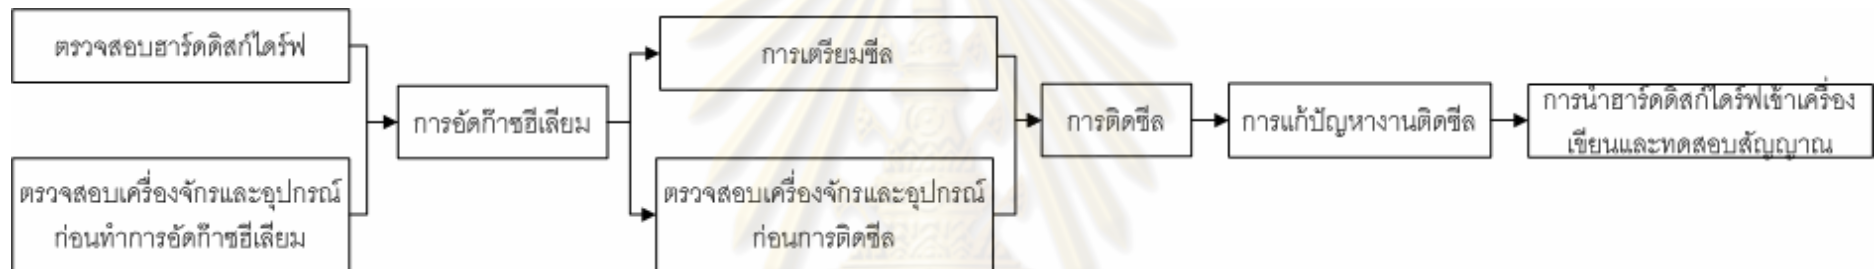 ตรวจสอบฮาร์ดดิสก์ไดร์ฟ
ตรวจสอบเครื่องจักรและอุปกรณ์
ก่อนทำการอัดก๊าซฮีเลียม
การอัดก๊าซฮีเลียม
การเตรียมซีล
ตรวจสอบเครื่องจักรและอุปกรณ์
ก่อนการติดซีล
การติดซีล
การแก้ปัญหางานติดซีล
การนำฮาร์ดดิสก์ไดร์ฟเข้าเครื่อง
เขียนและทดสอบสัญญาณ